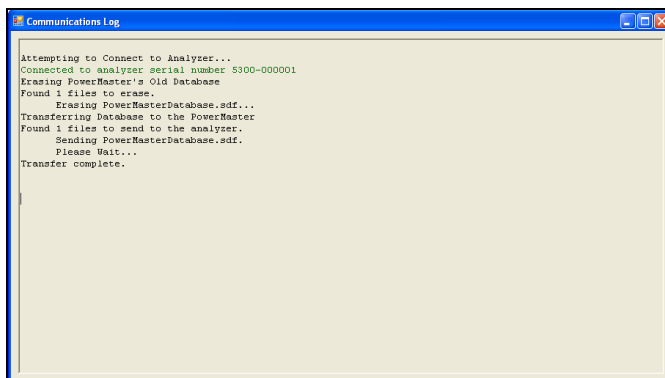 Communications Log
Attempting to Connect to Analyzer...
Connected to analyzer serial number 5300-000001
Erasing PowerMaster's Old Database
Found 1 files to erase.
Erasing PowerMasterDatabase.sdf...
Transferring Database to the PowerMaster
Found 1 files to send to the analyzer.
Sending PowerMasterDatabase.sdf.
Please Wait...
Transfer complete.